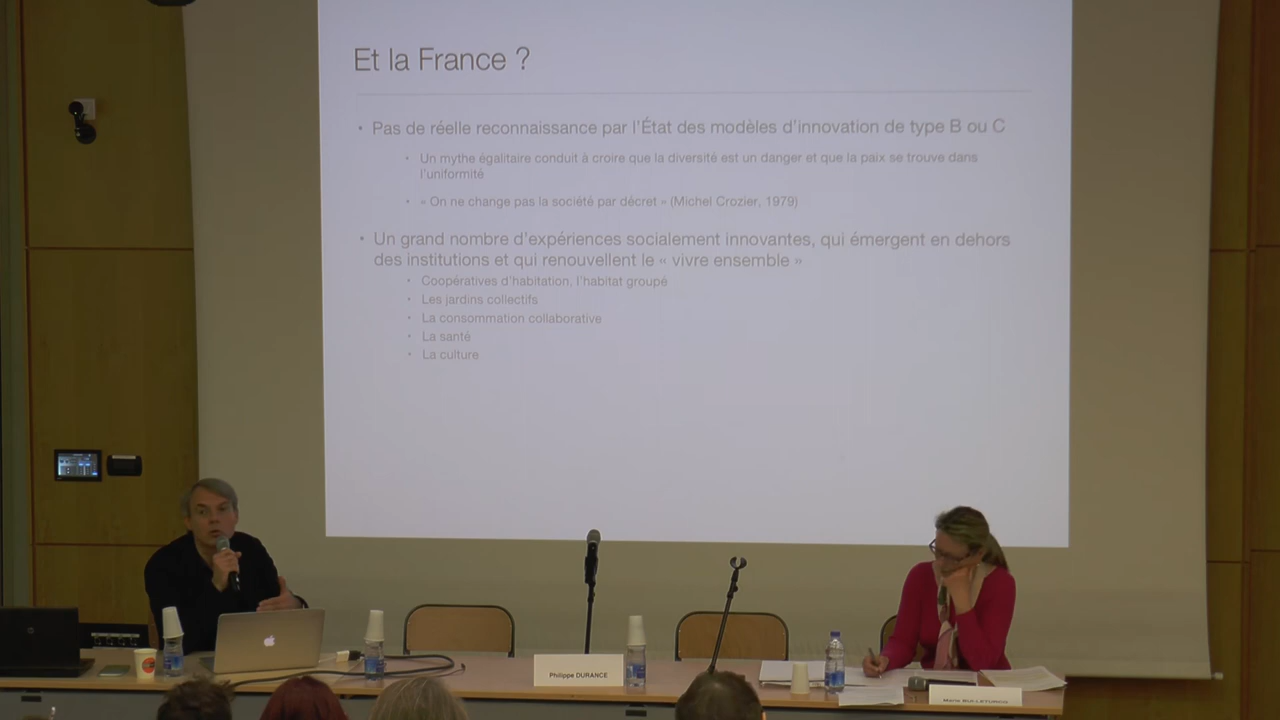 Et la France ?
• Pas de réelle reconnaissance par l'État des modèles d'innovation de type B ou C
• Un mythe égalitaire conduit à croire que la diversité est un danger et que la paix se trouve dans
l'uniformité
• « On ne change pas la société par décret » (Michel Crozier, 1979)
• Un grand nombre d'expériences socialement innovantes, qui émergent en dehors
des institutions et qui renouvellent le « vivre ensemble »
• Coopératives d'habitation, l'habitat groupé
• Les jardins collectifs
• La consommation collaborative
• La santé
• La culture
Philippe DURANCE